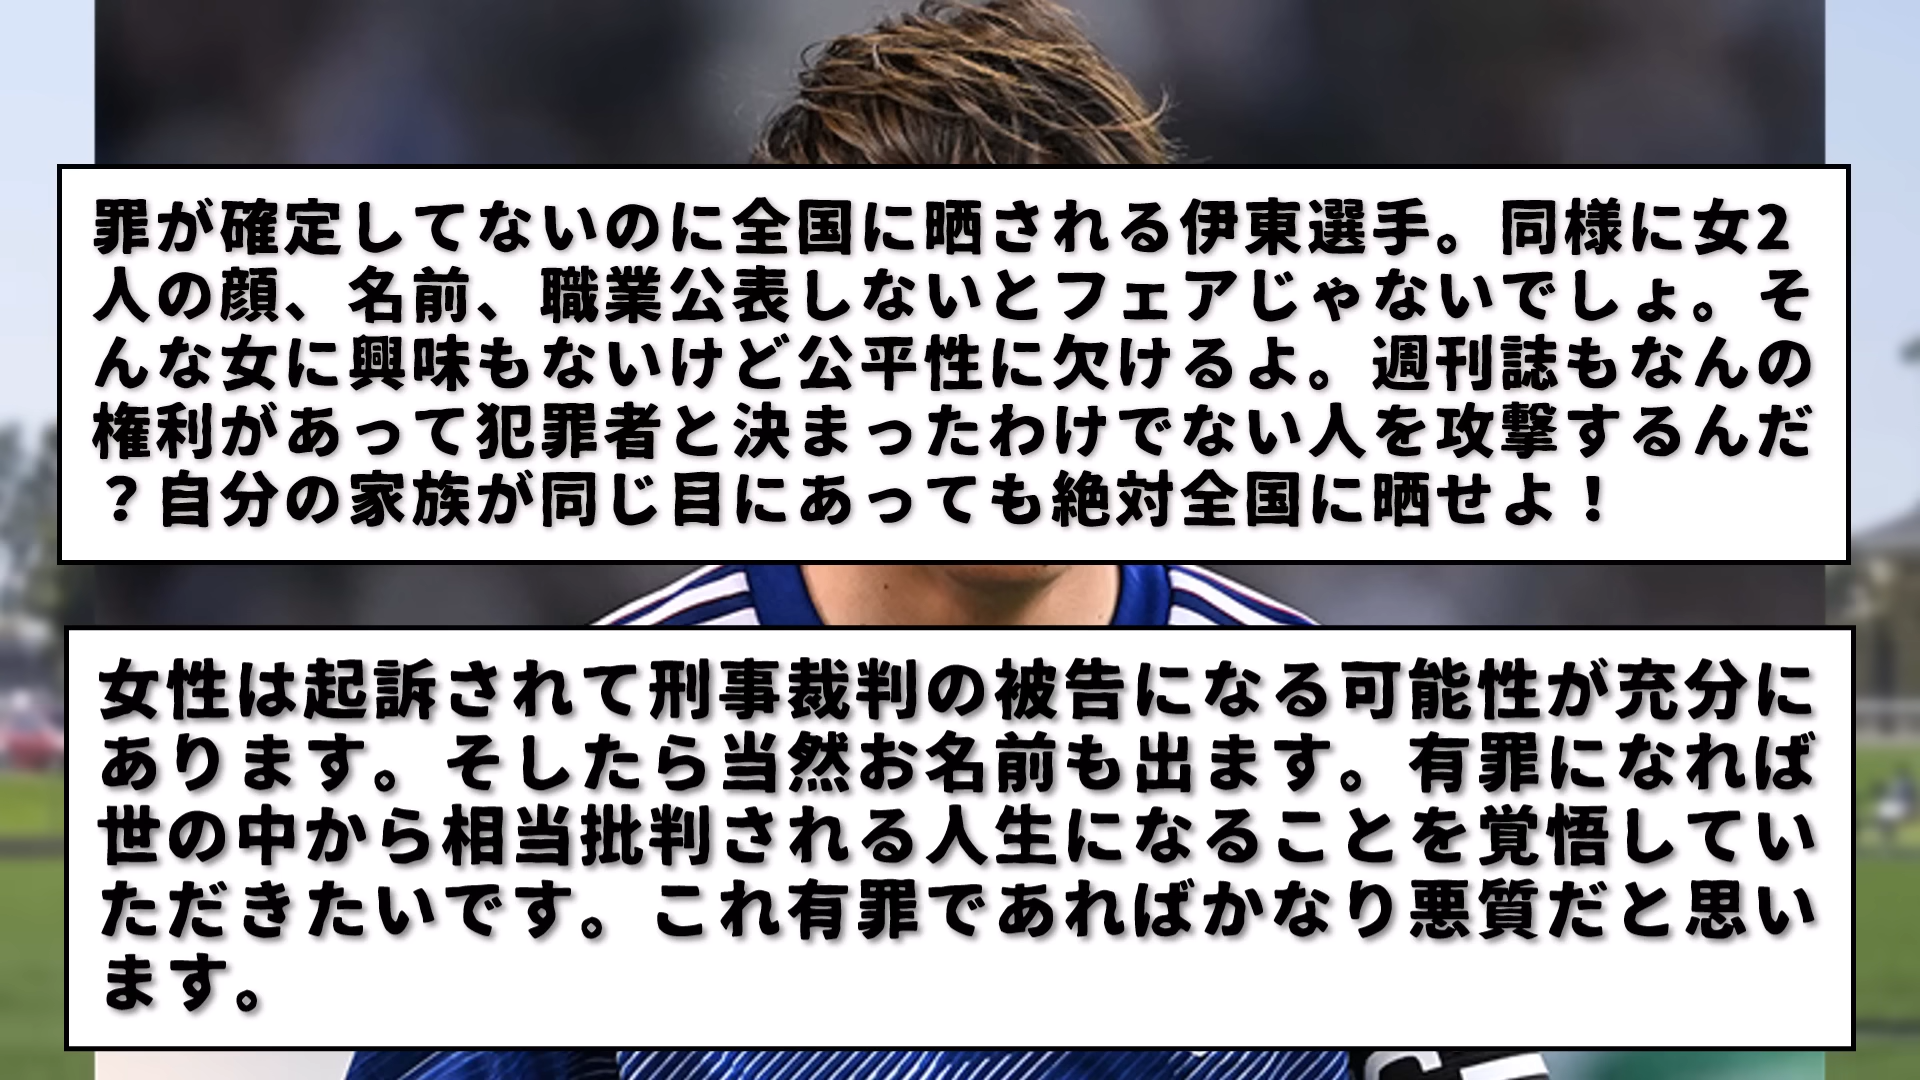 罪が確定してないのに全国に晒される伊東選手。同様に女2
人の顔、名前、職業公表しないとフェアじゃないでしょ。そ
んな女に興味もないけど公平性に欠けるよ。週刊誌もなんの
権利があって犯罪者と決まったわけでない人を攻撃するんだ
？自分の家族が同じ目にあっても絶対全国に晒せよ！
女性は起訴されて刑事裁判の被告になる可能性が充分に
あります。そしたら当然お名前も出ます。有罪になれば
世の中から相当批判される人生になることを覚悟してい
ただきたいです。これ有罪であればかなり悪質だと思い
ます。